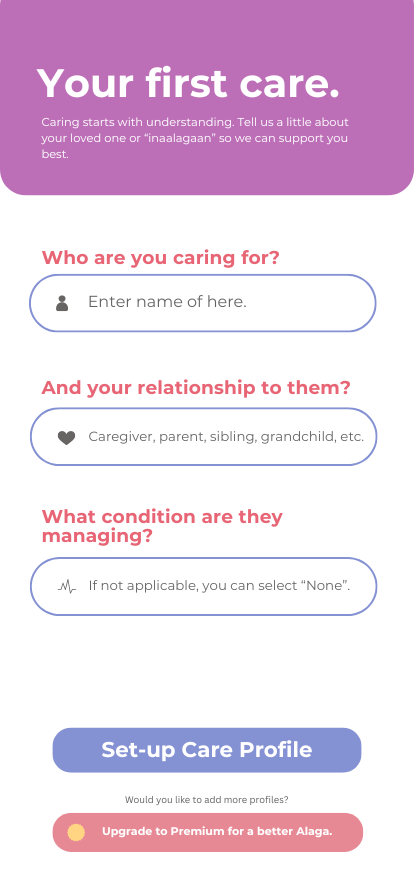 Your first care.
Caring starts with understanding. Tell us a little about
your loved one or “inaalagaan” so we can support you
best.
Who are you caring for?
Enter name of here.
And your relationship to them?
Caregiver, parent, sibling, grandchild, etc.
What condition are they
managing?
If not applicable, you can select “None”.
Set-up Care Profile
Would you like to add more profiles?
Upgrade to Premium for a better Alaga.